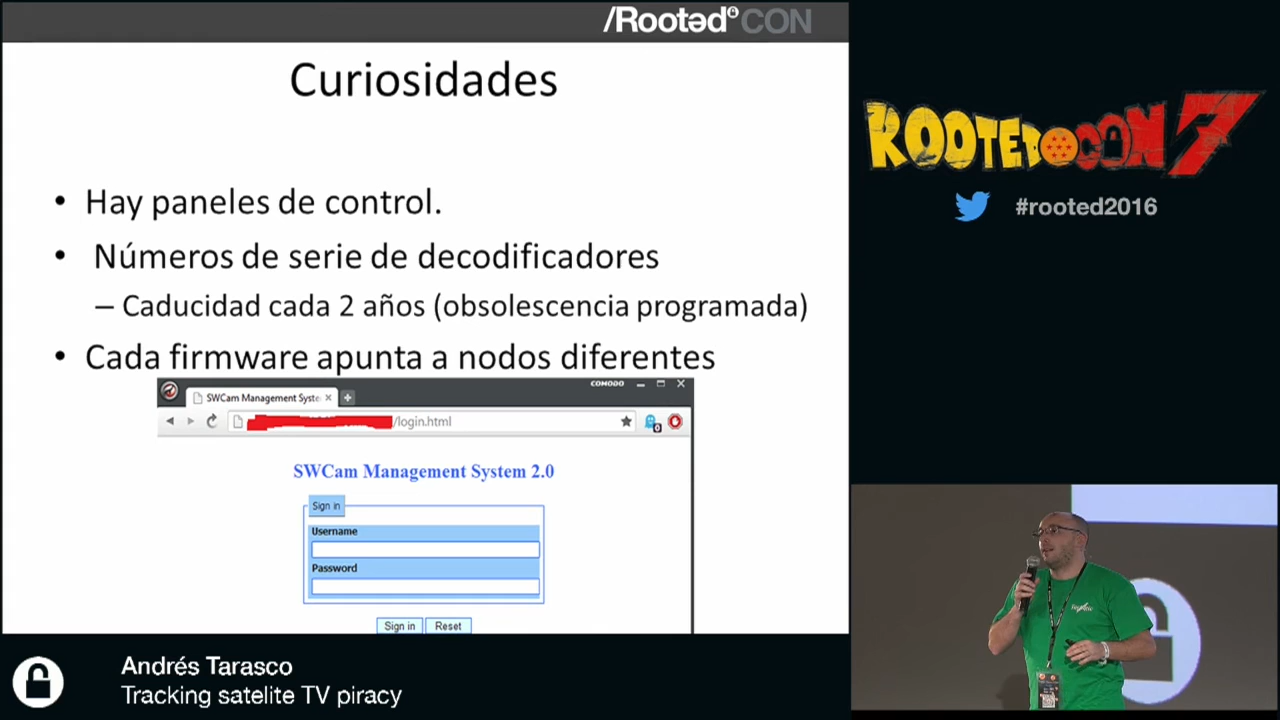 /Rootəd CON
Curiosidades
• Hay paneles de control.
• Números de serie de decodificadores
– Caducidad cada 2 años (obsolescencia programada)
• Cada firmware apunta a nodos diferentes
COMODO
SWCam Management Syste
/login.html
SWCam Management System 2.0
Sign in
Username
Password
Sign in Reset
ROOTEDCON 7
#rooted2016
Andrés Tarasco
Tracking satelite TV piracy